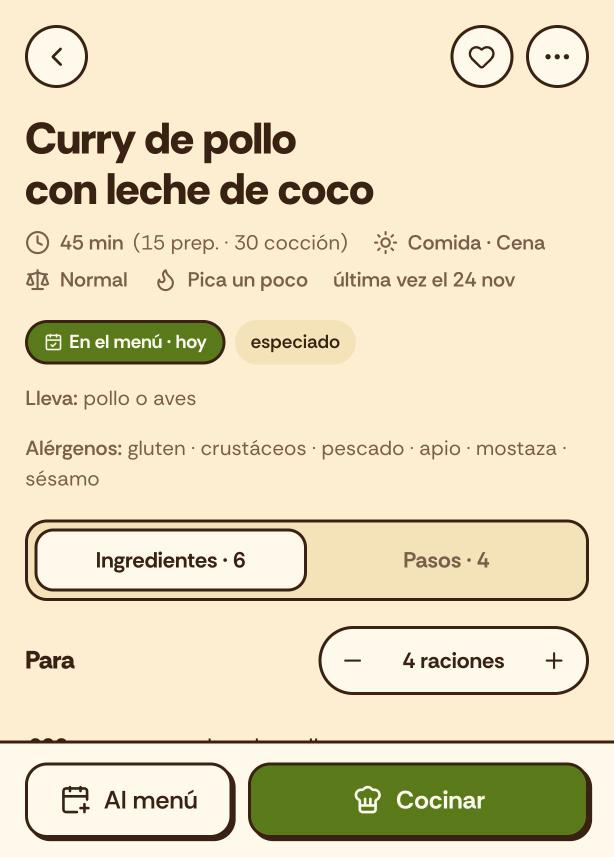 Curry de pollo
con leche de coco
45 min (15 prep. · 30 cocción) Comida · Cena
Normal Pica un poco última vez el 24 nov
En el menú · hoy especiado
Lleva: pollo o aves
Alérgenos: gluten · crustáceos · pescado · apio · mostaza ·
sésamo
Ingredientes · 6 Pasos · 4
Para − 4 raciones +
Al menú Cocinar